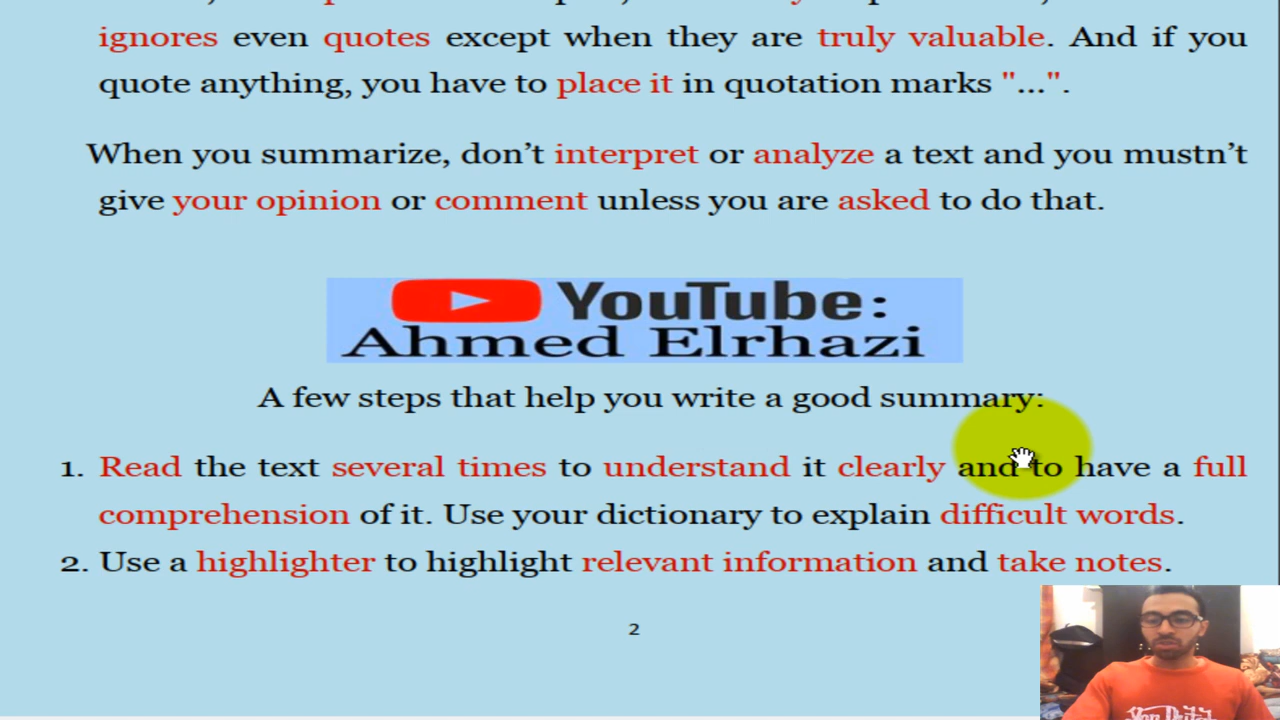 ignores even quotes except when they are truly valuable. And if you
quote anything, you have to place it in quotation marks "...".
When you summarize, don’t interpret or analyze a text and you mustn’t
give your opinion or comment unless you are asked to do that.
YouTube:
Ahmed Elrhazi
A few steps that help you write a good summary:
1. Read the text several times to understand it clearly and to have a full
comprehension of it. Use your dictionary to explain difficult words.
2. Use a highlighter to highlight relevant information and take notes.
2